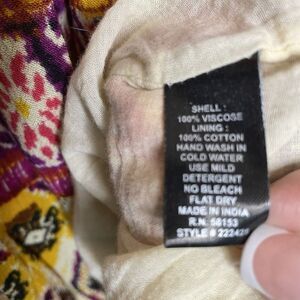 SHELL :
100% VISCOSE
LINING :
100% COTTON
HAND WASH IN
COLD WATER
USE MILD
DETERGENT
NO BLEACH
FLAT DRY
MADE IN INDIA
R.N. 58153
STYLE #